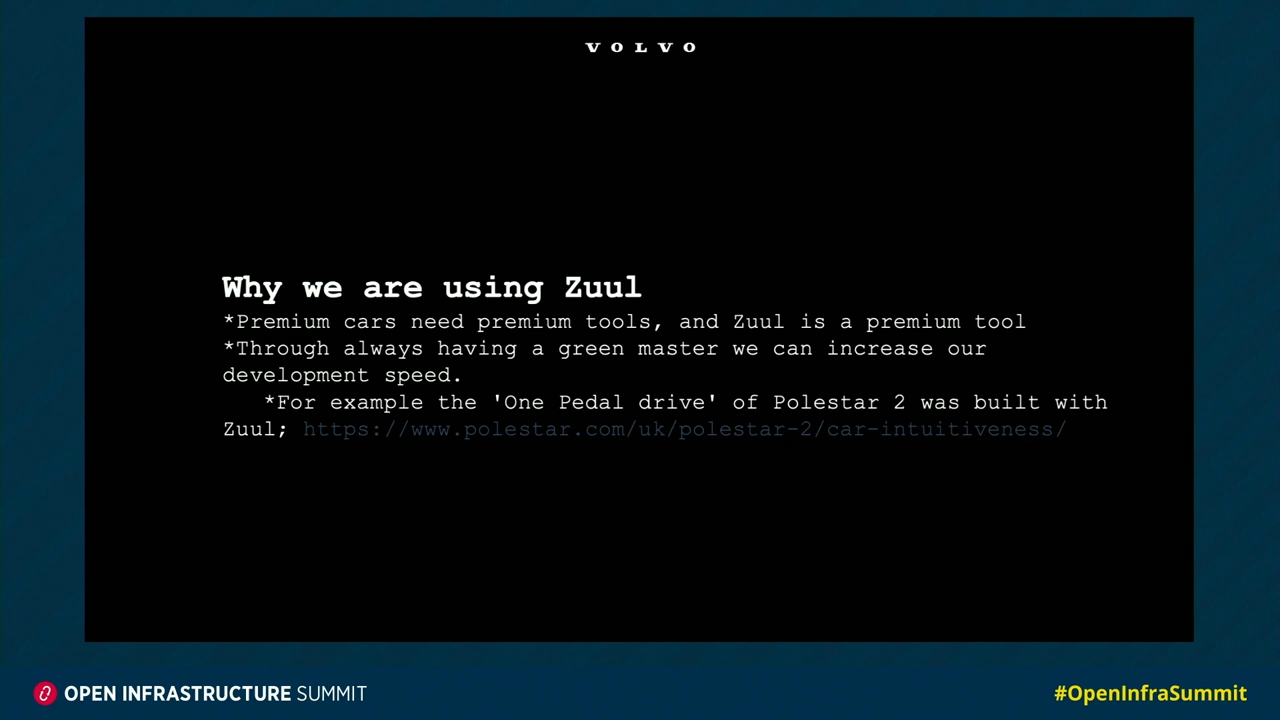 VOLVO
Why we are using Zuul
*Premium cars need premium tools, and Zuul is a premium tool
*Through always having a green master we can increase our
development speed.
*For example the 'One Pedal drive' of Polestar 2 was built with
Zuul; https://www.polestar.com/uk/polestar-2/car-intuitiveness/
OPEN INFRASTRUCTURE SUMMIT
#OpenInfraSummit